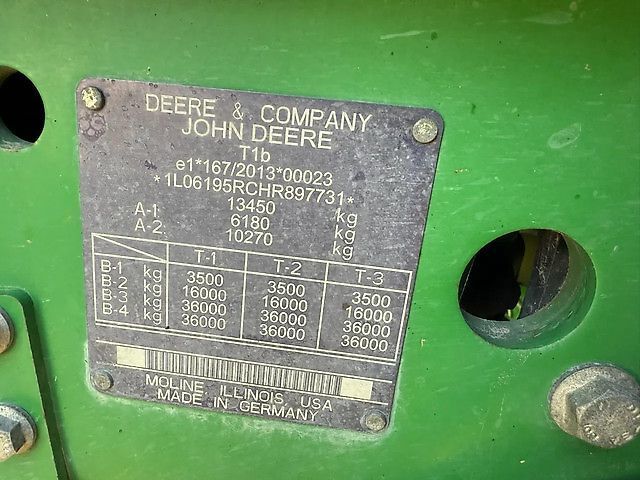 DEERE & COMPANY
JOHN DEERE
T1b
e1*167/2013*00023
*1L06195RCHR897731*
13450 kg
A-1: 6180 kg
A-2: 10270 kg
T-1 T-2 T-3
B-1 kg 3500 3500 3500
B-2 kg 16000 16000 16000
B-3 kg 36000 36000 36000
B-4 kg 36000 36000 36000
MOLINE ILLINOIS USA
MADE IN GERMANY